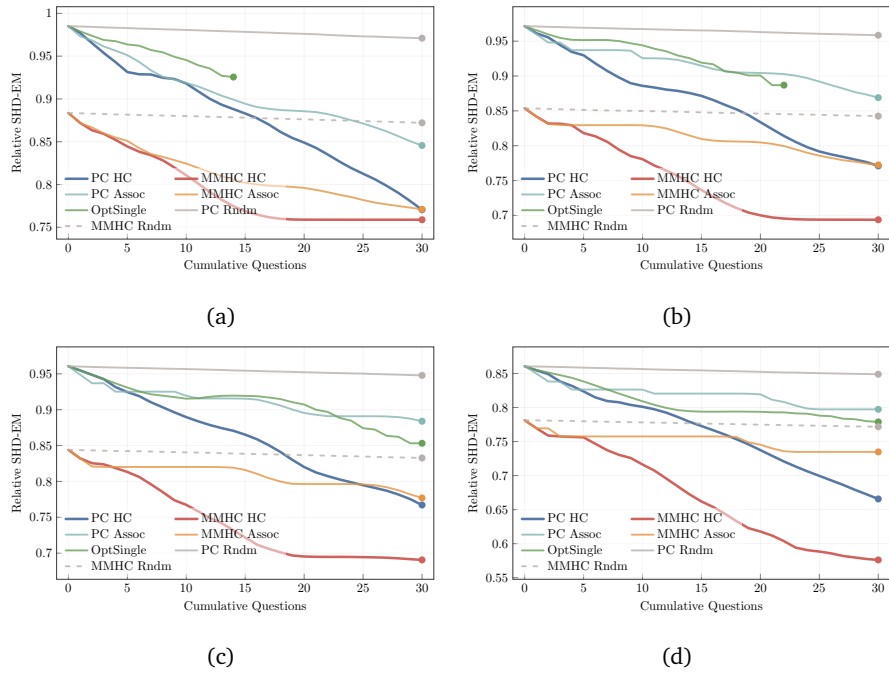 1
0.95
0.9
0.85
0.8
0.75
Relative SHD-EM
PC HC
MMHC HC
PC Assoc
MMHC Assoc
OptSingle
PC Rndm
MMHC Rndm
0 5 10 15 20 25 30
Cumulative Questions
(a)
0.95
0.9
0.85
0.8
0.75
0.7
Relative SHD-EM
PC HC
MMHC HC
PC Assoc
MMHC Assoc
OptSingle
PC Rndm
MMHC Rndm
0 5 10 15 20 25 30
Cumulative Questions
(b)
0.95
0.9
0.85
0.8
0.75
0.7
Relative SHD-EM
PC HC
MMHC HC
PC Assoc
MMHC Assoc
OptSingle
PC Rndm
MMHC Rndm
0 5 10 15 20 25 30
Cumulative Questions
(c)
0.85
0.8
0.75
0.7
0.65
0.6
0.55
Relative SHD-EM
PC HC
MMHC HC
PC Assoc
MMHC Assoc
OptSingle
PC Rndm
MMHC Rndm
0 5 10 15 20 25 30
Cumulative Questions
(d)